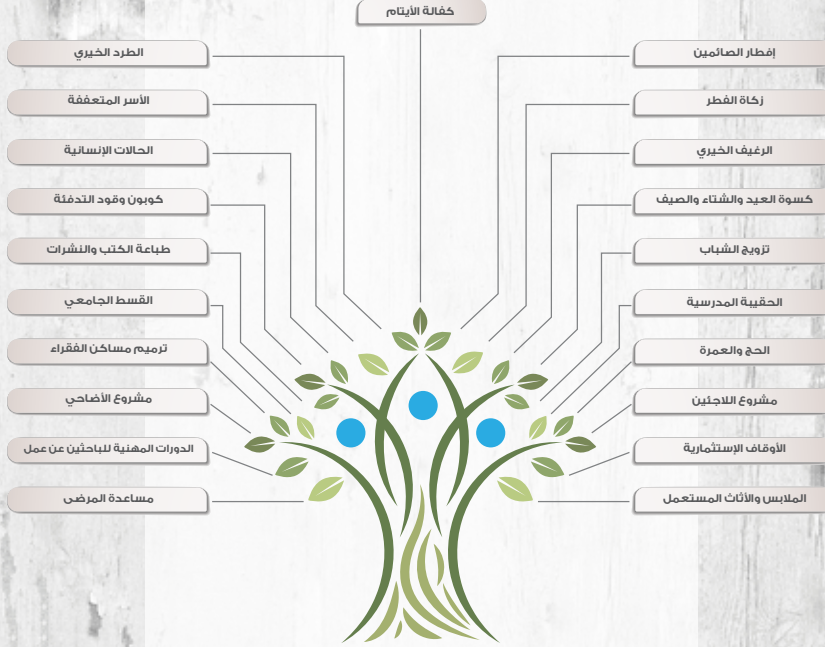 كفالة الأيتام
إفطار الصائمين
زكاة الفطر
الرغيف الخيري
كسوة العيد والشتاء والصيف
تزويج الشباب
الحقيبة المدرسية
الحج والعمرة
مشروع اللاجئين
الأوقاف الإستثمارية
الملابس والأثاث المستعمل
الطرد الخيري
الأسر المتعففة
الحالات الإنسانية
كوبون وقود التدفئة
طباعة الكتب والنشرات
القسط الجامعي
ترميم مساكن الفقراء
مشروع الأضاحي
الدورات المهنية للباحثين عن عمل
مساعدة المرضى